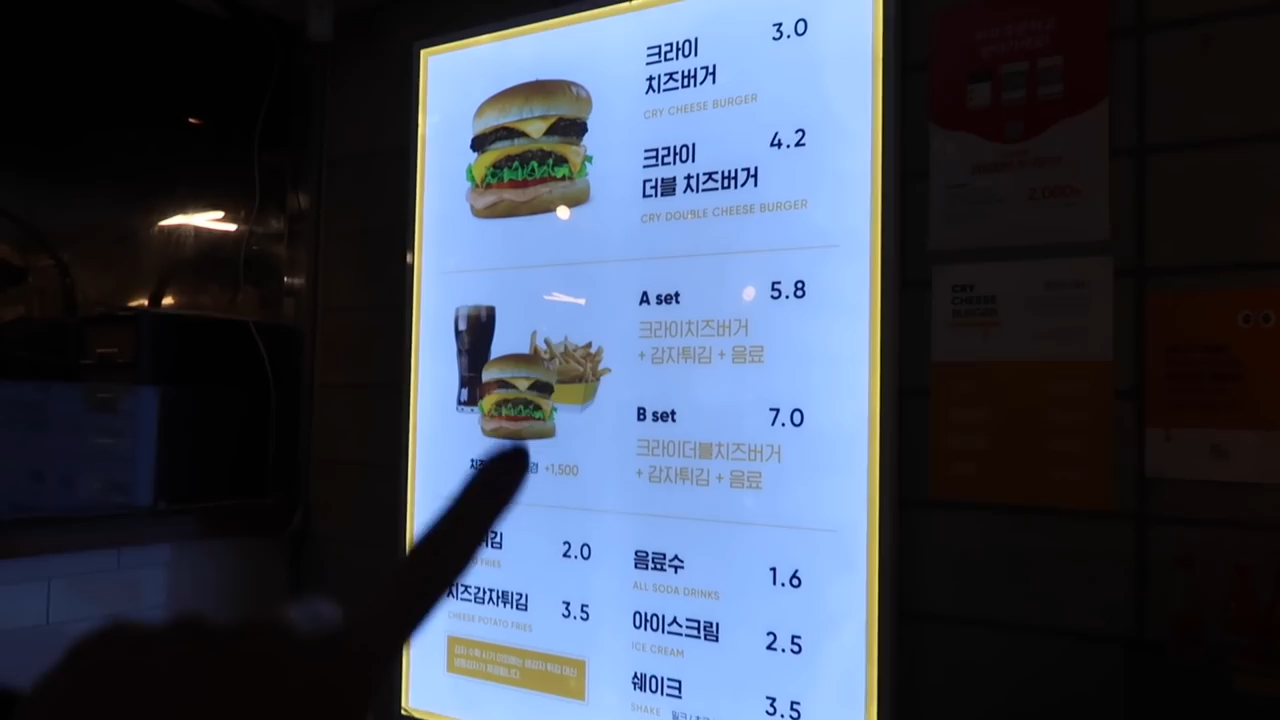 크라이
치즈버거
3.0
CRY CHEESE BURGER
크라이
더블 치즈버거
4.2
CRY DOUBLE CHEESE BURGER
A set
5.8
크라이치즈버거
+ 감자튀김 + 음료
B set
7.0
크라이더블치즈버거
+ 감자튀김 + 음료
+1,500
2.0
FRIES
치즈감자튀김
3.5
CHEESE POTATO FRIES
음료수
1.6
ALL SODA DRINKS
아이스크림
2.5
ICE CREAM
쉐이크
3.5
SHAKE
CRY
CHEESE
BURGER